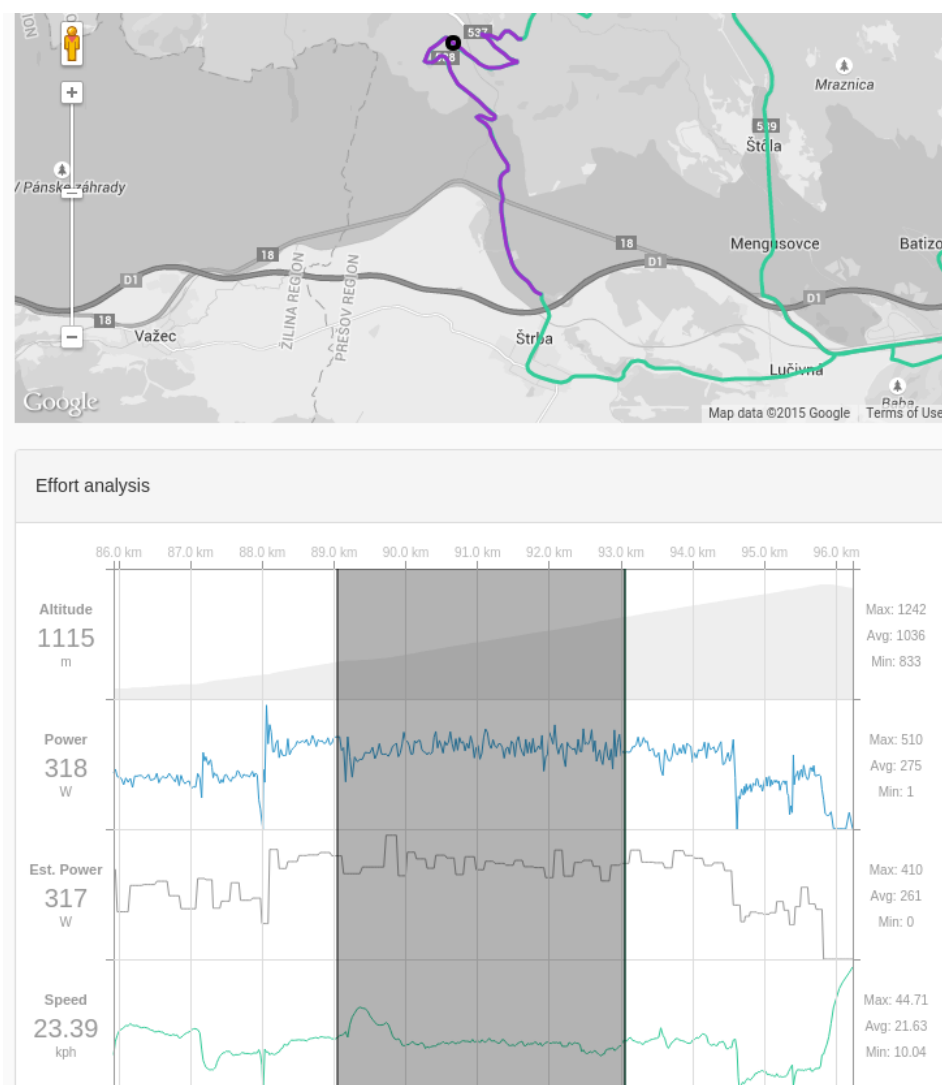 537
538
Mraznica
539
Štôla
V Pánske záhrady
18
18
Mengusovce
Batizo
D1
D1
D1
ŽILINA REGION
PREŠOV REGION
18
Važec
Štrba
Lučivná
Baba
Google
Map data ©2015 Google
Terms of Use
Effort analysis
86.0 km 87.0 km 88.0 km 89.0 km 90.0 km 91.0 km 92.0 km 93.0 km 94.0 km 95.0 km 96.0 km
Altitude
1115
m
Max: 1242
Avg: 1036
Min: 833
Power
318
W
Max: 510
Avg: 275
Min: 1
Est. Power
317
W
Max: 410
Avg: 261
Min: 0
Speed
23.39
kph
Max: 44.71
Avg: 21.63
Min: 10.04